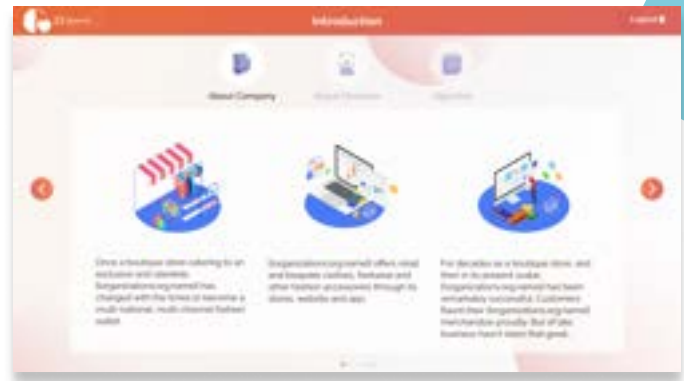 Introduction
Logout
About Company
Once a boutique store catering to an
exclusive and
$organizations.org.name$ has
changed with the times to become a
multi-national, multi-channel fashion
outlet
$organizations.org.name$ offers retail
and bespoke clothes, footwear and
other fashion accessories through its
stores, website and app.
For decades as a boutique store, and
then in its present avatar,
$organizations.org.name$ has been
remarkably successful. Customers
flaunt their $organizations.org.name$
merchandise proudly. But of late
business hasn't been that good.